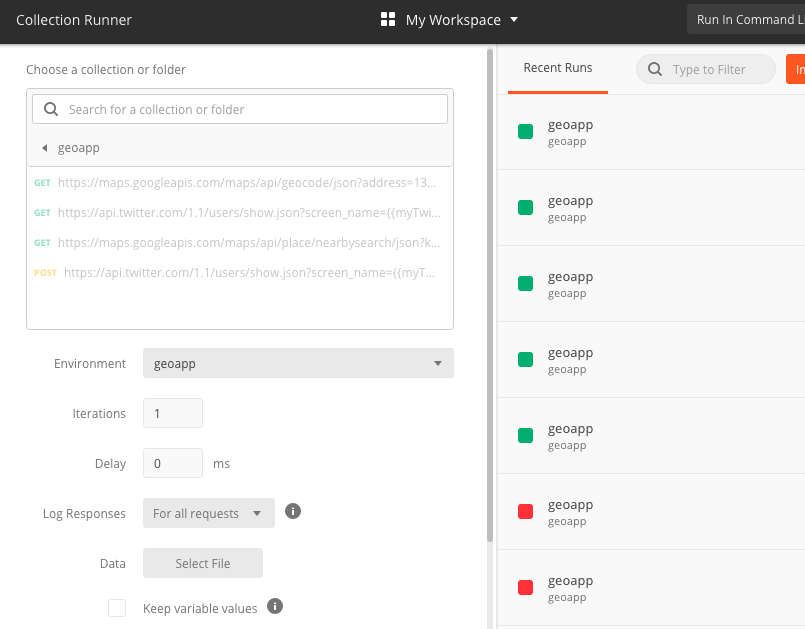 Collection Runner
My Workspace
Run In Command Li
Choose a collection or folder
Search for a collection or folder
geoapp
GET https://maps.googleapis.com/maps/api/geocode/json?address=13...
GET https://api.twitter.com/1.1/users/show.json?screen_name={{myTwi...
GET https://maps.googleapis.com/maps/api/place/nearbysearch/json?k...
POST https://api.twitter.com/1.1/users/show.json?screen_name={{myT...
Environment geoapp
Iterations 1
Delay 0 ms
Log Responses For all requests
Data Select File
Keep variable values
Recent Runs
Type to Filter
In
geoapp
geoapp
geoapp
geoapp
geoapp
geoapp
geoapp
geoapp
geoapp
geoapp
geoapp
geoapp
geoapp
geoapp